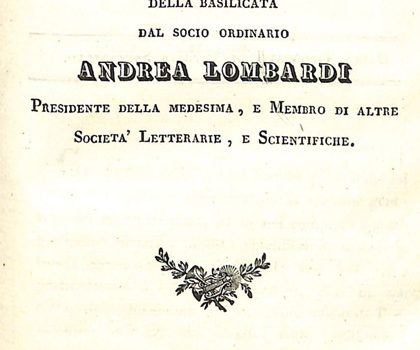 DELLA BASILICATA
DAL SOCIO ORDINARIO
ANDREA LOMBARDI
PRESIDENTE DELLA MEDESIMA, E MEMBRO DI ALTRE
SOCIETA' LETTERARIE, E SCIENTIFICHE.